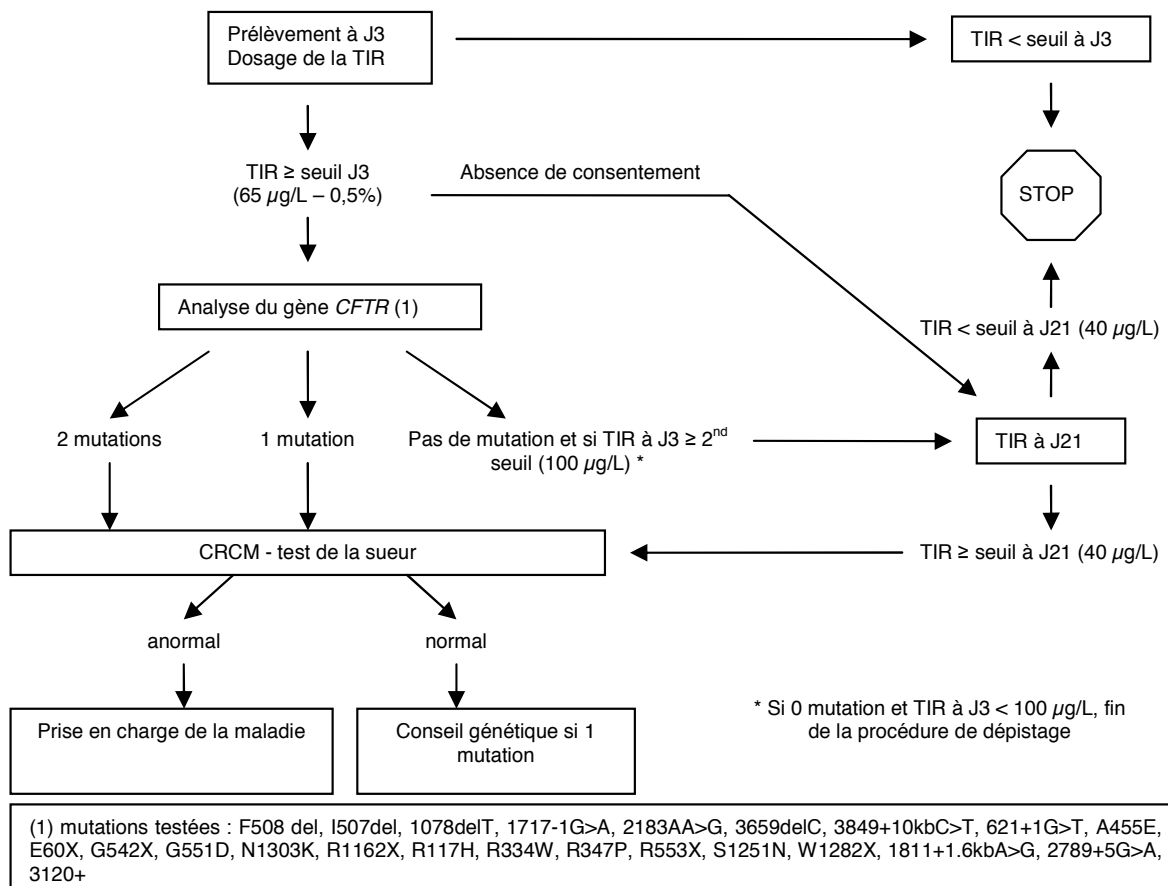 Prélèvement à J3
Dosage de la TIR
TIR < seuil à J3
TIR ≥ seuil J3
(65 µg/L – 0,5%)
Absence de consentement
STOP
Analyse du gène CFTR (1)
TIR < seuil à J21 (40 µg/L)
2 mutations
1 mutation
Pas de mutation et si TIR à J3 ≥ 2nd
seuil (100 µg/L) *
TIR à J21
CRCM - test de la sueur
TIR ≥ seuil à J21 (40 µg/L)
anormal
normal
Prise en charge de la maladie
Conseil génétique si 1
mutation
* Si 0 mutation et TIR à J3 < 100 µg/L, fin
de la procédure de dépistage
(1) mutations testées : F508 del, I507del, 1078delT, 1717-1G>A, 2183AA>G, 3659delC, 3849+10kbC>T, 621+1G>T, A455E,
E60X, G542X, G551D, N1303K, R1162X, R117H, R334W, R347P, R553X, S1251N, W1282X, 1811+1.6kbA>G, 2789+5G>A,
3120+